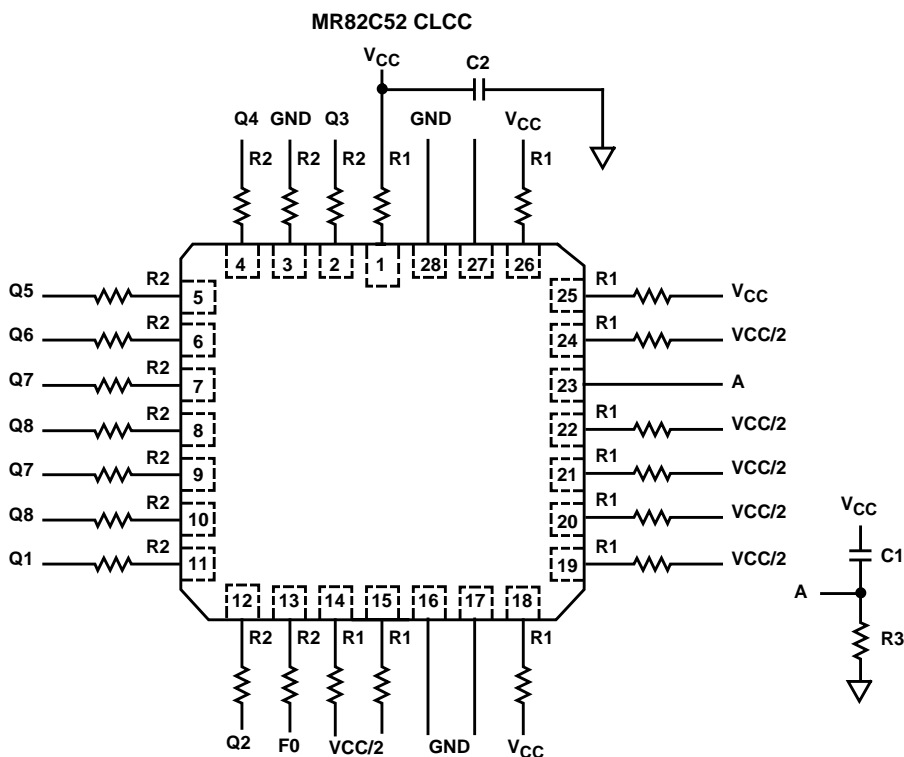 MR82C52 CLCC
VCC
C2
Q4 GND Q3 GND VCC
R2 R2 R2 R1 R1
4 3 2 1 28 27 26
Q5 R2 5 25 R1 VCC
Q6 R2 6 24 R1 VCC/2
Q7 R2 7 23 A
Q8 R2 8 22 R1 VCC/2
Q7 R2 9 21 R1 VCC/2
Q8 R2 10 20 R1 VCC/2
Q1 R2 11 19 R1 VCC/2
12 13 14 15 16 17 18
R2 R2 R1 R1 R1
Q2 F0 VCC/2 GND VCC
VCC
C1
A
R3